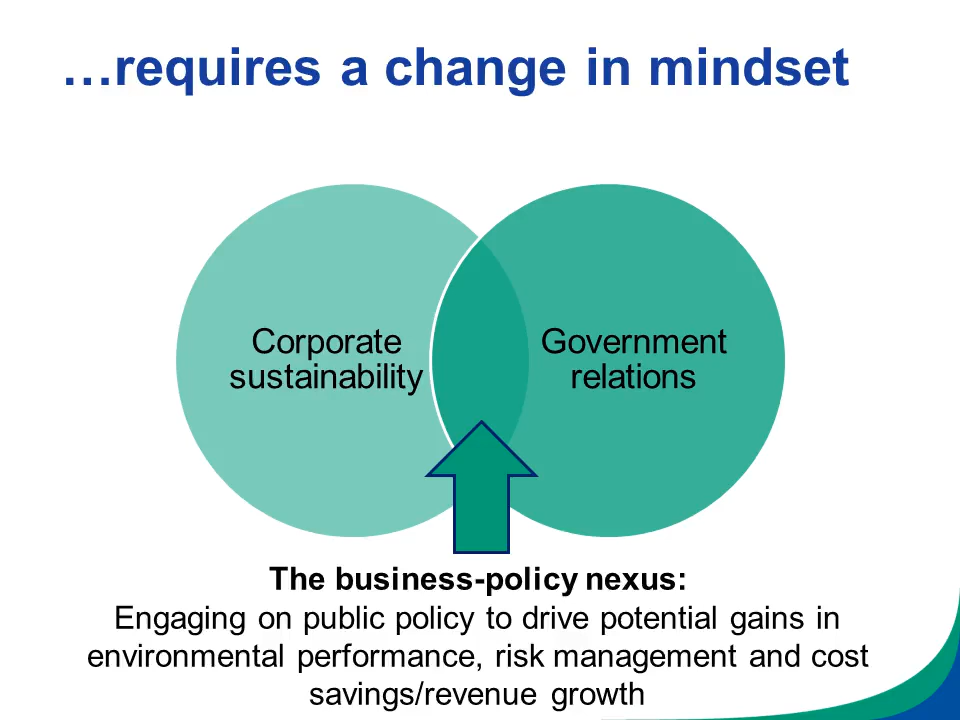 …requires a change in mindset
Corporate
sustainability
Government
relations
The business-policy nexus:
Engaging on public policy to drive potential gains in
environmental performance, risk management and cost
savings/revenue growth